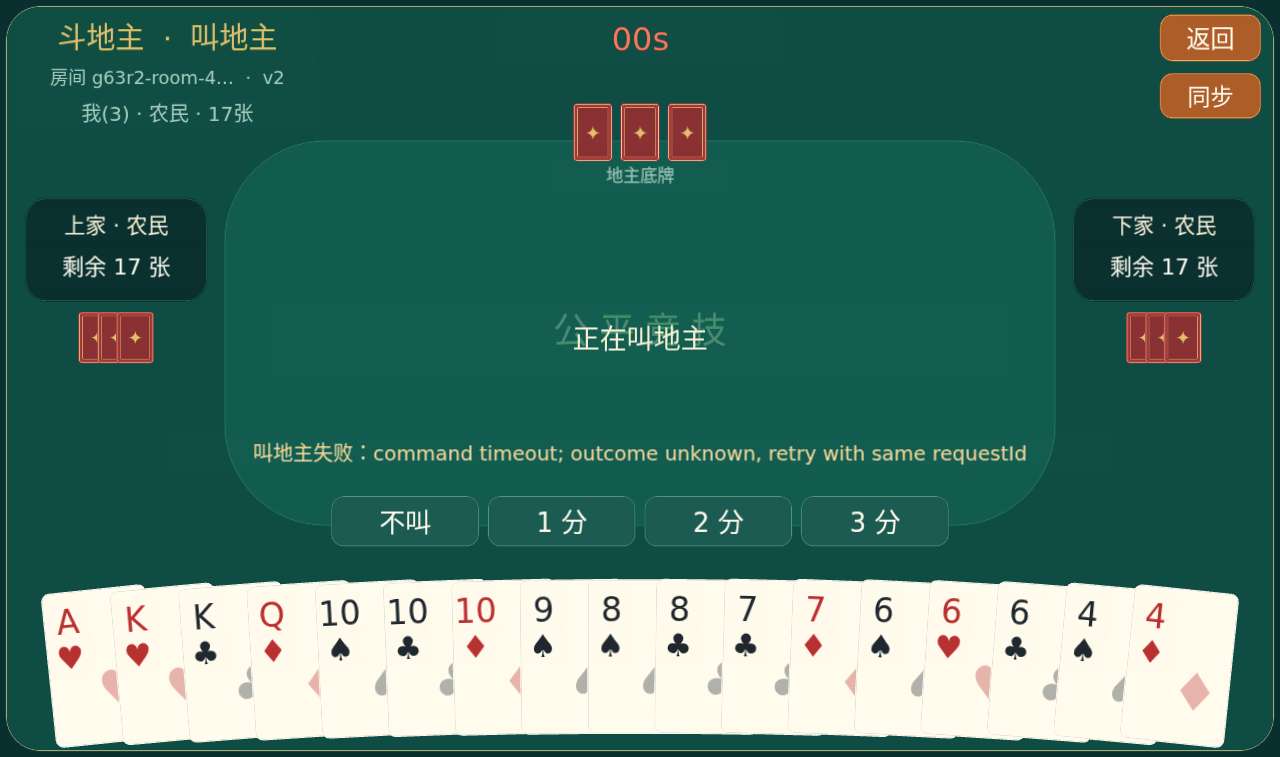 斗地主 · 叫地主
00s
返回
房间 g63r2-room-4… · v2
同步
我(3) · 农民 · 17张
地主底牌
上家 · 农民
剩余 17 张
下家 · 农民
剩余 17 张
公平竞技
正在叫地主
叫地主失败：command timeout; outcome unknown, retry with same requestId
不叫
1 分
2 分
3 分
A K K Q 10 10 10 9 8 8 7 7 6 6 6 4 4